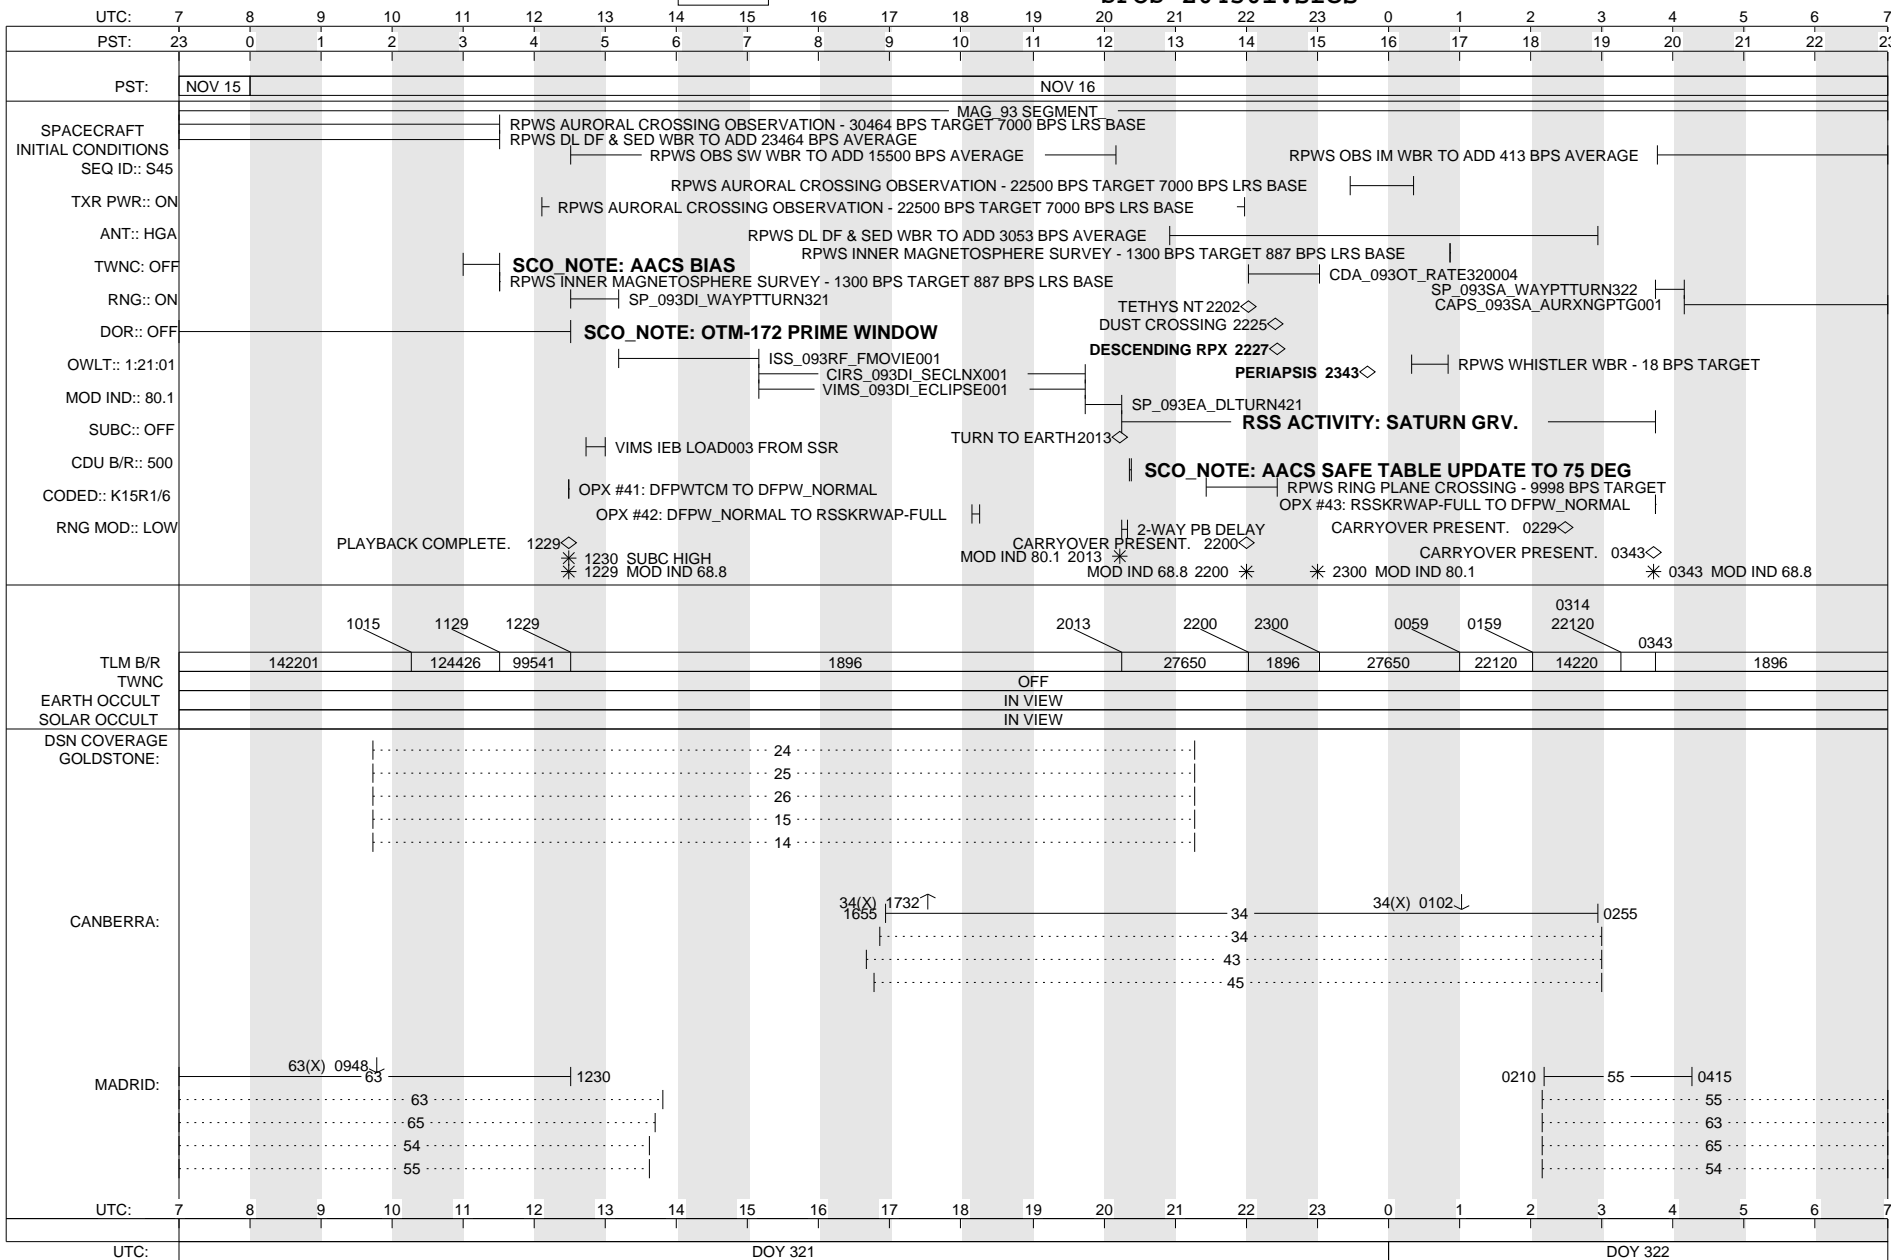 UTC: 7 8 9 10 11 12 13 14 15 16 17 18 19 20 21 22 23 0 1 2 3 4 5 6 7
PST: 23 0 1 2 3 4 5 6 7 8 9 10 11 12 13 14 15 16 17 18 19 20 21 22
PST: NOV 15 NOV 16
MAG_93 SEGMENT
SPACECRAFT
INITIAL CONDITIONS
SEQ ID:: S45
TXR PWR:: ON
ANT:: HGA
TWNC: OFF
RNG:: ON
DOR:: OFF
OWLT:: 1:21:01
MOD IND:: 80.1
SUBC:: OFF
CDU B/R:: 500
CODED:: K15R1/6
RNG MOD:: LOW
RPWS AURORAL CROSSING OBSERVATION - 30464 BPS TARGET 7000 BPS LRS BASE
RPWS DL DF & SED WBR TO ADD 23464 BPS AVERAGE
RPWS OBS SW WBR TO ADD 15500 BPS AVERAGE
RPWS OBS IM WBR TO ADD 413 BPS AVERAGE
RPWS AURORAL CROSSING OBSERVATION - 22500 BPS TARGET 7000 BPS LRS BASE
RPWS AURORAL CROSSING OBSERVATION - 22500 BPS TARGET 7000 BPS LRS BASE
RPWS DL DF & SED WBR TO ADD 3053 BPS AVERAGE
RPWS INNER MAGNETOSPHERE SURVEY - 1300 BPS TARGET 887 BPS LRS BASE
SCO_NOTE: AACS BIAS
CDA_093OT_RATE320004
RPWS INNER MAGNETOSPHERE SURVEY - 1300 BPS TARGET 887 BPS LRS BASE
SP_093SA_WAYPTTURN322
SP_093DI_WAYPTTURN321
CAPS_093SA_AURXNGPTG001
TETHYS NT 2202
DUST CROSSING 2225
SCO_NOTE: OTM-172 PRIME WINDOW
DESCENDING RPX 2227
ISS_093RF_FMOVIE001
RPWS WHISTLER WBR - 18 BPS TARGET
PERIAPSIS 2343
CIRS_093DI_SECLNX001
VIMS_093DI_ECLIPSE001
SP_093EA_DLTURN421
RSS ACTIVITY: SATURN GRV.
TURN TO EARTH 2013
VIMS IEB LOAD003 FROM SSR
SCO_NOTE: AACS SAFE TABLE UPDATE TO 75 DEG
OPX #41: DFPWTCM TO DFPW_NORMAL
RPWS RING PLANE CROSSING - 9998 BPS TARGET
OPX #43: RSSKRWAP-FULL TO DFPW_NORMAL
OPX #42: DFPW_NORMAL TO RSSKRWAP-FULL
2-WAY PB DELAY
CARRYOVER PRESENT. 0229
PLAYBACK COMPLETE. 1229
CARRYOVER PRESENT. 2200
CARRYOVER PRESENT. 0343
1230 SUBC HIGH
MOD IND 80.1 2013
1229 MOD IND 68.8
MOD IND 68.8 2200
2300 MOD IND 80.1
0343 MOD IND 68.8
0314
1015 1129 1229 2013 2200 2300 0059 0159 22120
0343
TLM B/R 142201 124426 99541 1896 27650 1896 27650 22120 14220 1896
TWNC OFF
EARTH OCCULT IN VIEW
SOLAR OCCULT IN VIEW
DSN COVERAGE
GOLDSTONE:
24
25
26
15
14
CANBERRA:
34(X) 1732 34(X) 0102
1655 34 0255
34
43
45
MADRID:
63(X) 0948
63 1230
0210 55 0415
63 55
65 63
54 65
55 54
UTC: 7 8 9 10 11 12 13 14 15 16 17 18 19 20 21 22 23 0 1 2 3 4 5 6 7
UTC: DOY 321 DOY 322